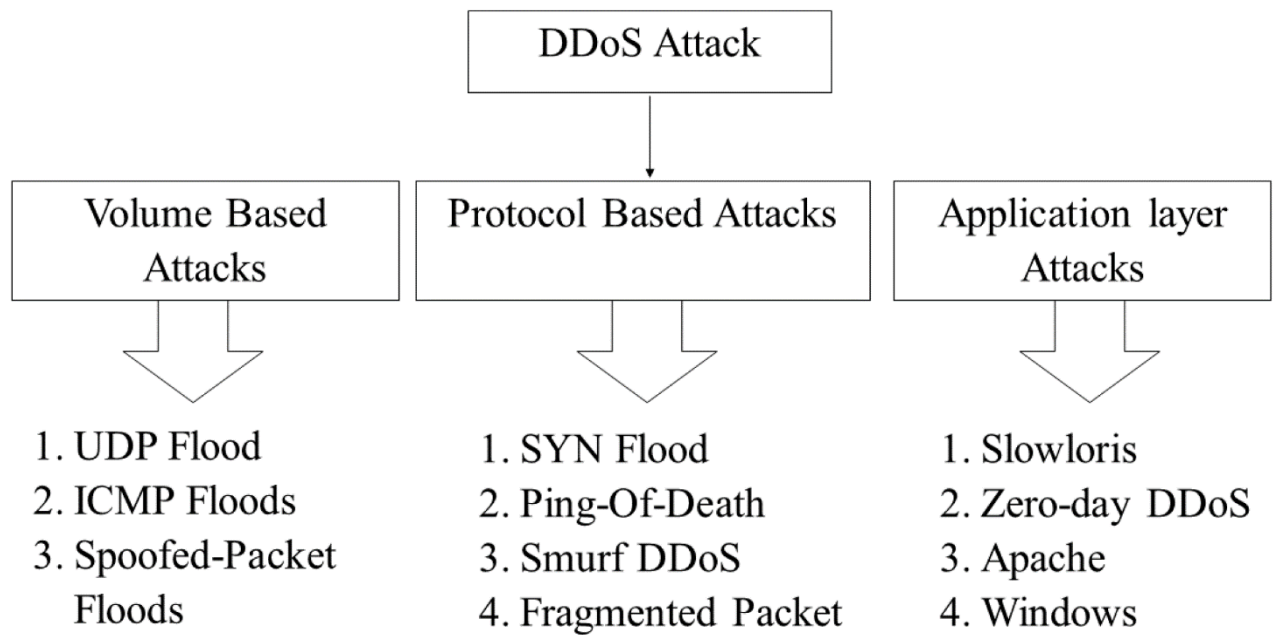 DDoS Attack
Volume Based
Attacks
Protocol Based Attacks
Application layer
Attacks
1. UDP Flood
2. ICMP Floods
3. Spoofed-Packet
Floods
1. SYN Flood
2. Ping-Of-Death
3. Smurf DDoS
4. Fragmented Packet
1. Slowloris
2. Zero-day DDoS
3. Apache
4. Windows